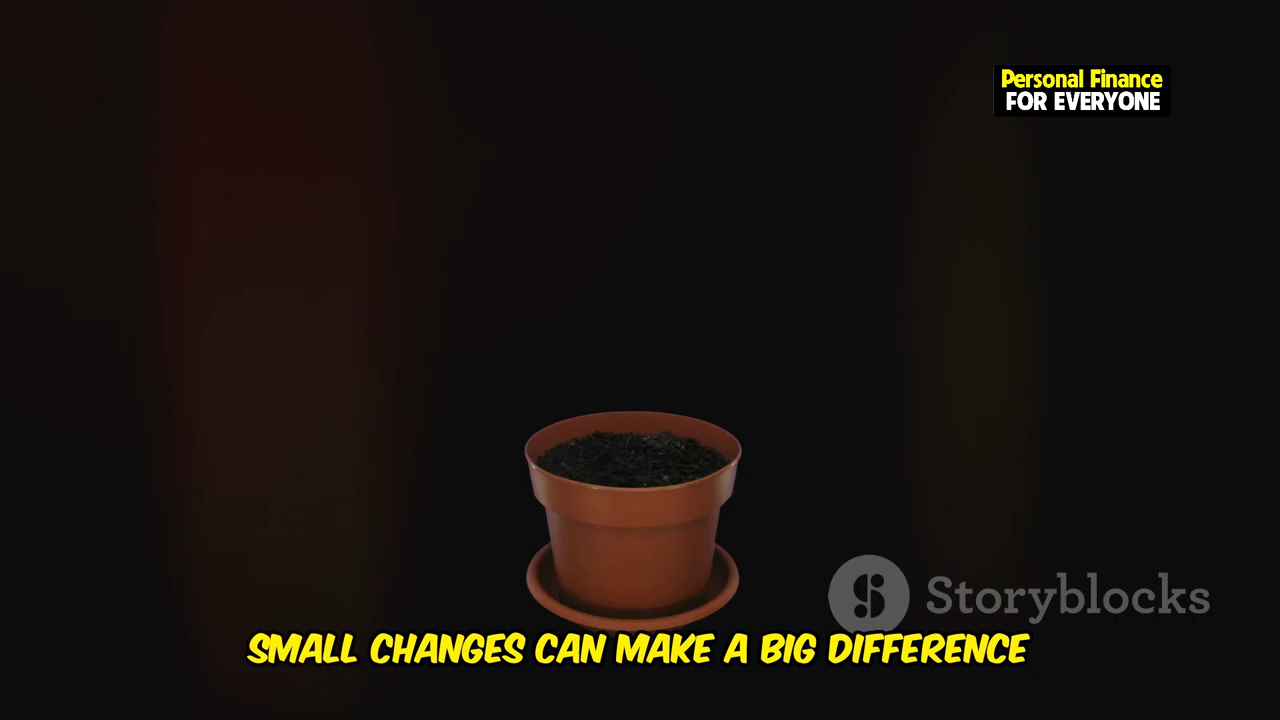 Personal Finance
FOR EVERYONE
Storyblocks
SMALL CHANGES CAN MAKE A BIG DIFFERENCE